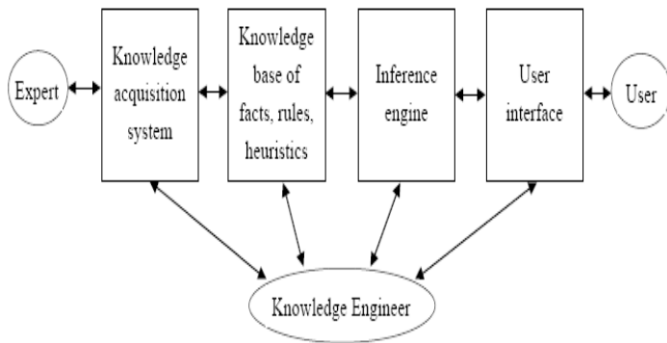 Expert
Knowledge
acquisition
system
Knowledge
base of
facts, rules,
heuristics
Inference
engine
User
interface
User
Knowledge Engineer